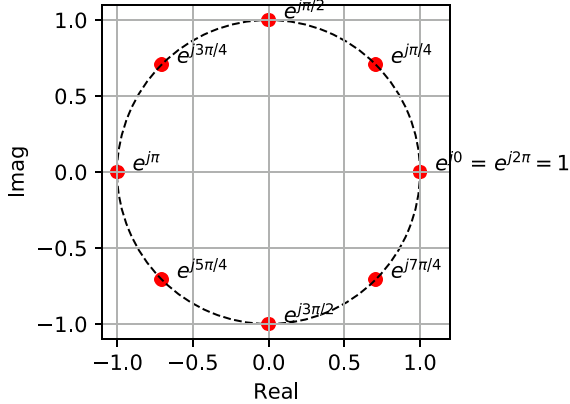 1.0
0.5
0.0
−0.5
−1.0
Imag
e^{jπ/2}
e^{j3π/4}
e^{jπ/4}
e^{jπ}
e^{j0} = e^{j2π} = 1
e^{j5π/4}
e^{j7π/4}
e^{j3π/2}
−1.0 −0.5 0.0 0.5 1.0
Real